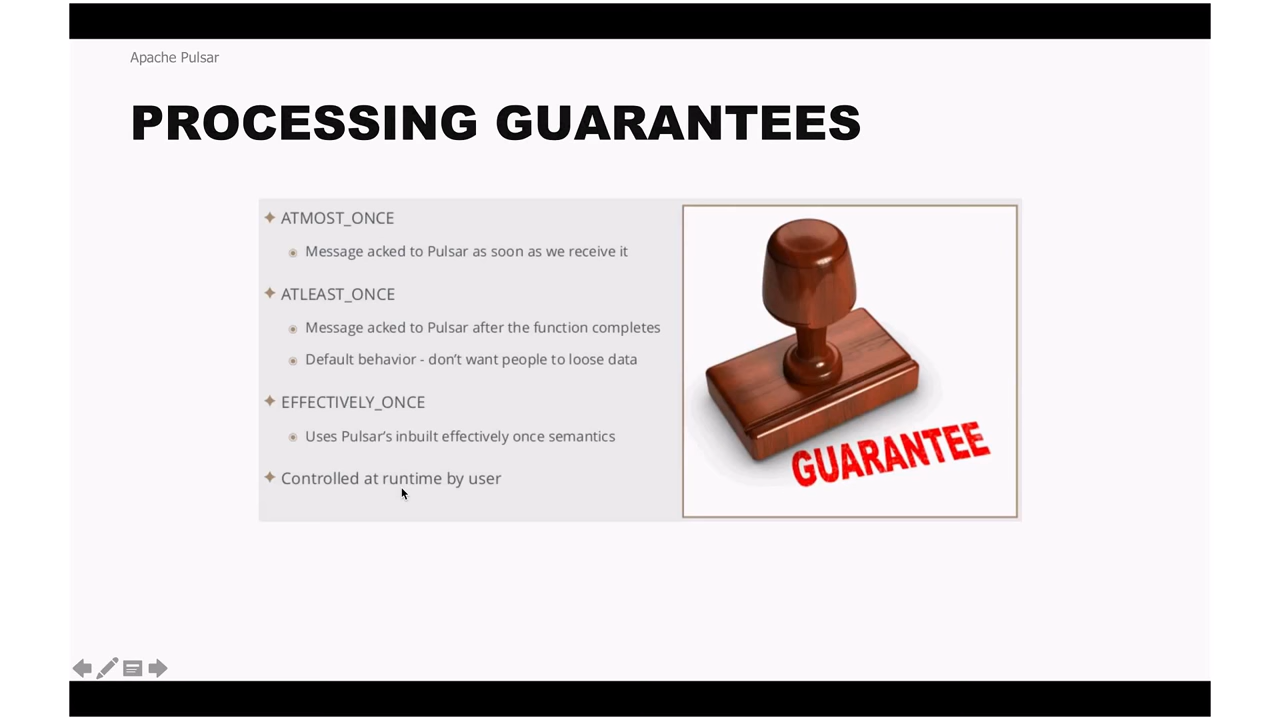 Apache Pulsar
PROCESSING GUARANTEES
ATMOST_ONCE
Message acked to Pulsar as soon as we receive it
ATLEAST_ONCE
Message acked to Pulsar after the function completes
Default behavior - don't want people to loose data
EFFECTIVELY_ONCE
Uses Pulsar's inbuilt effectively once semantics
Controlled at runtime by user
GUARANTEE